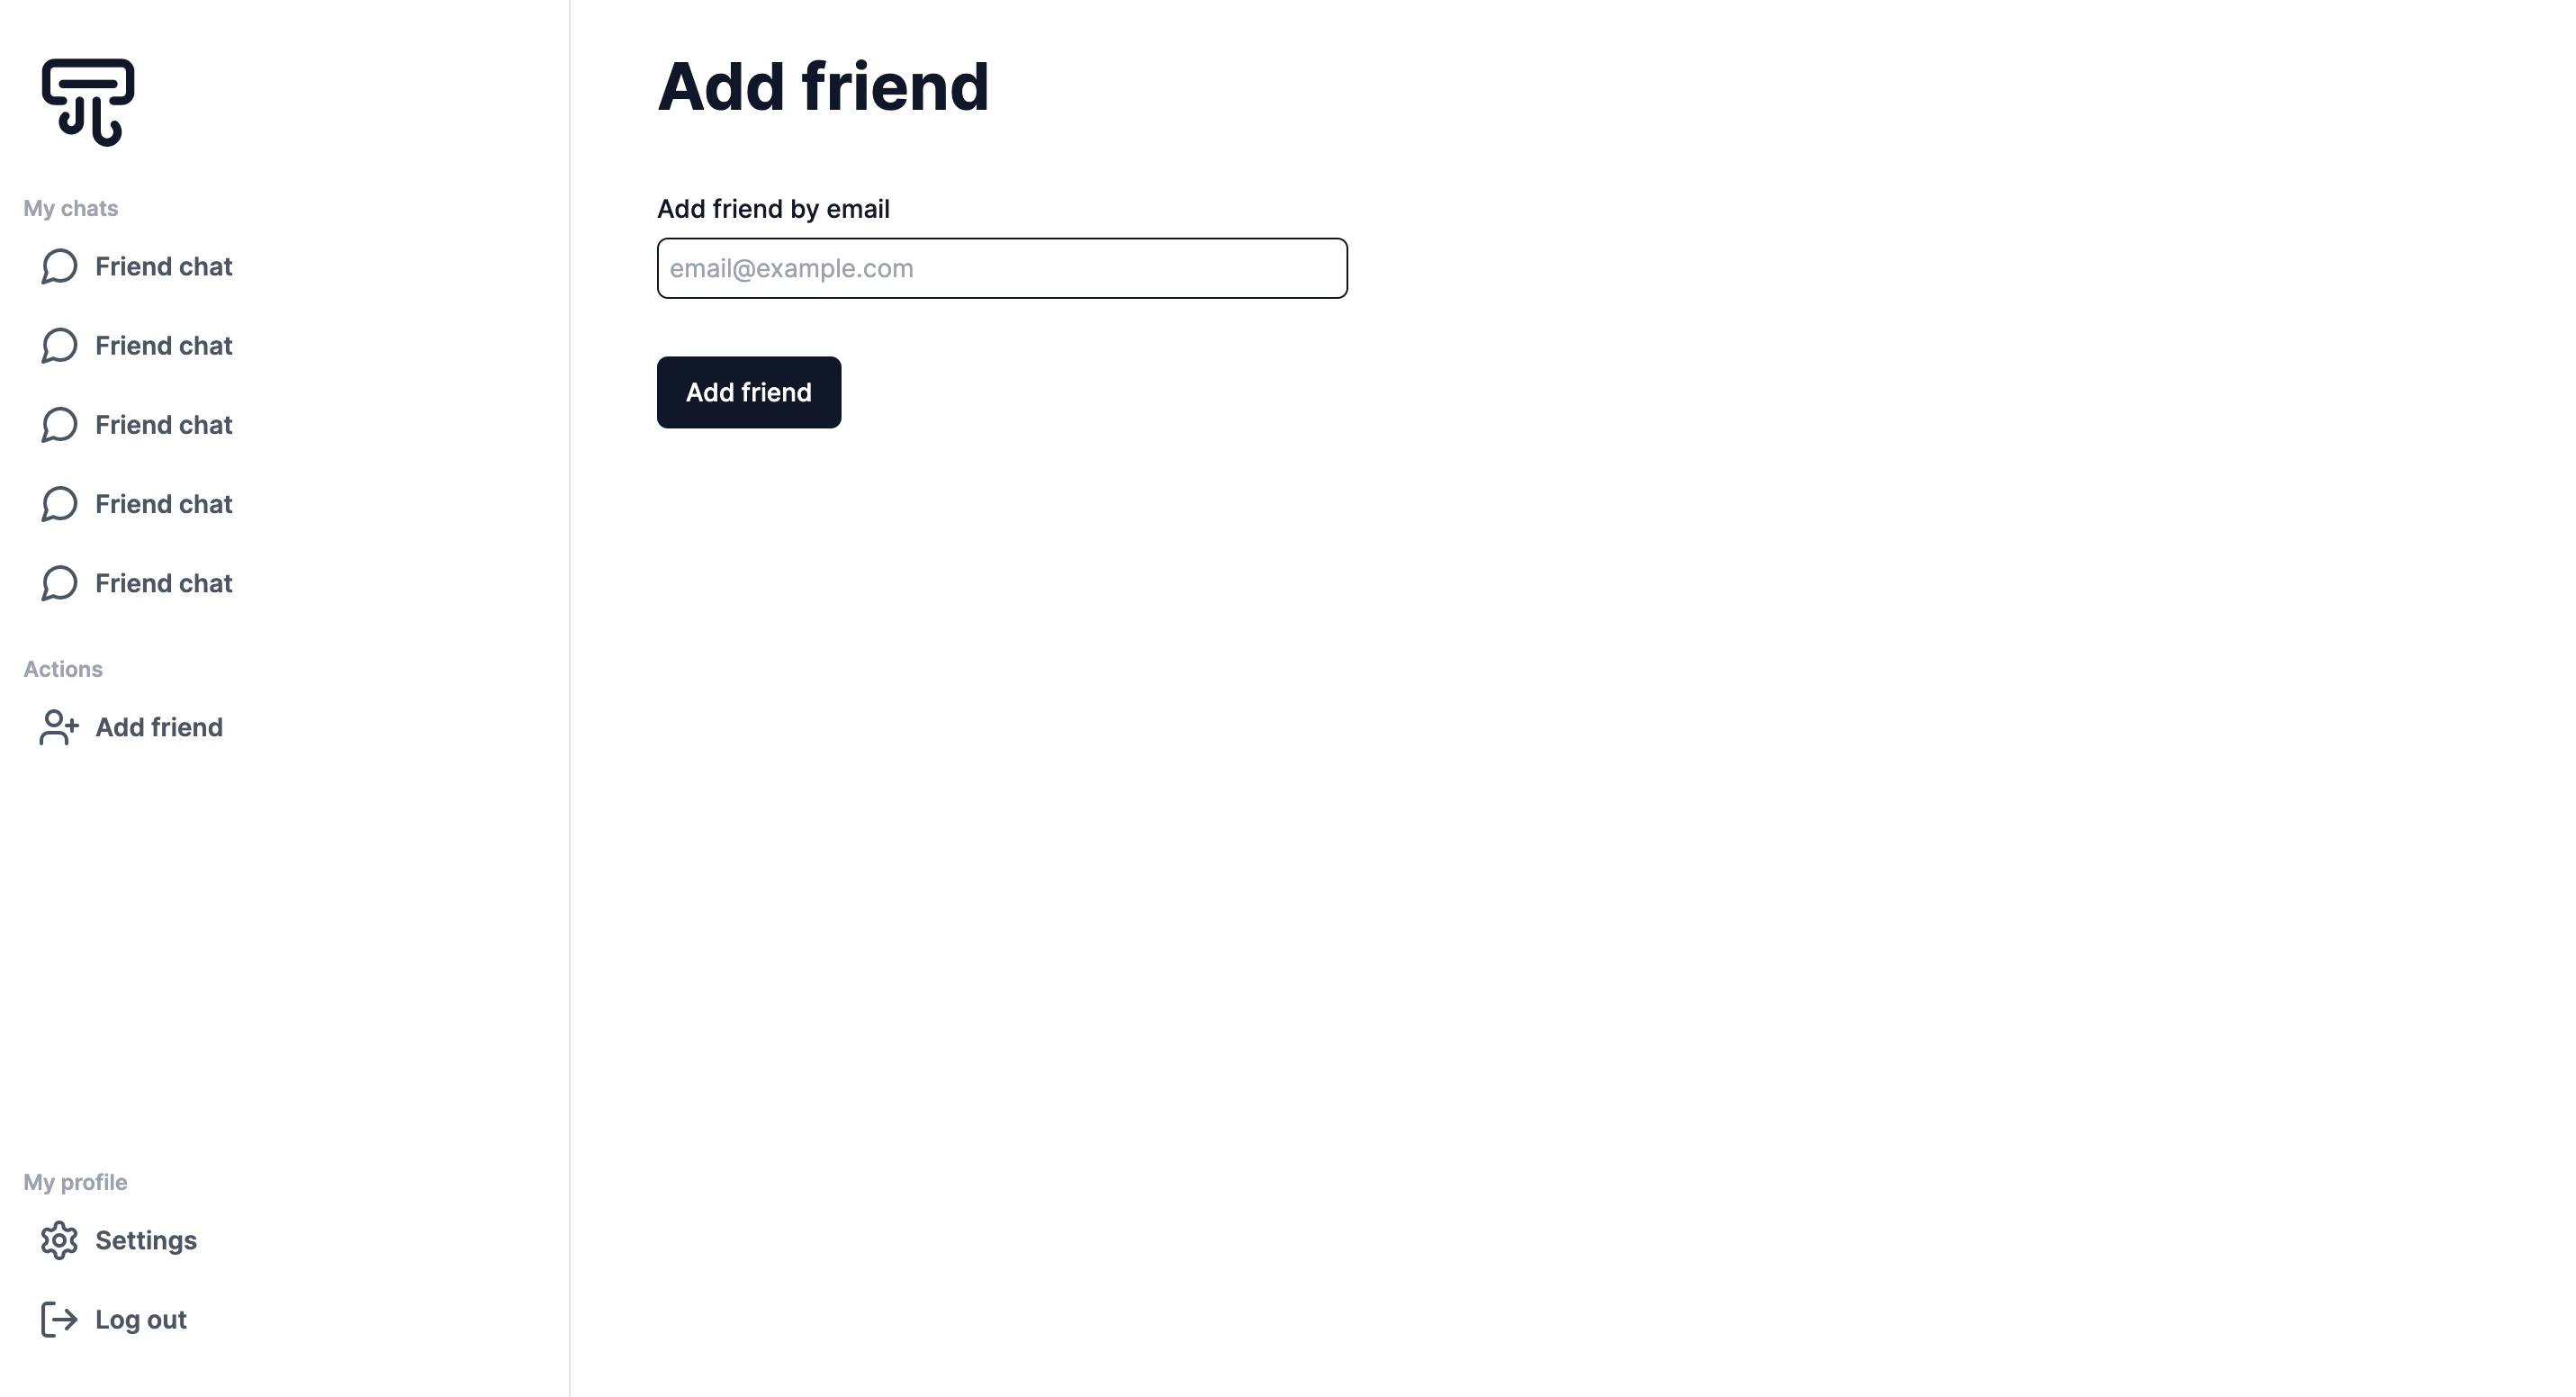 My chats
Friend chat
Friend chat
Friend chat
Friend chat
Friend chat
Actions
Add friend
My profile
Settings
Log out
Add friend
Add friend by email
email@example.com
Add friend